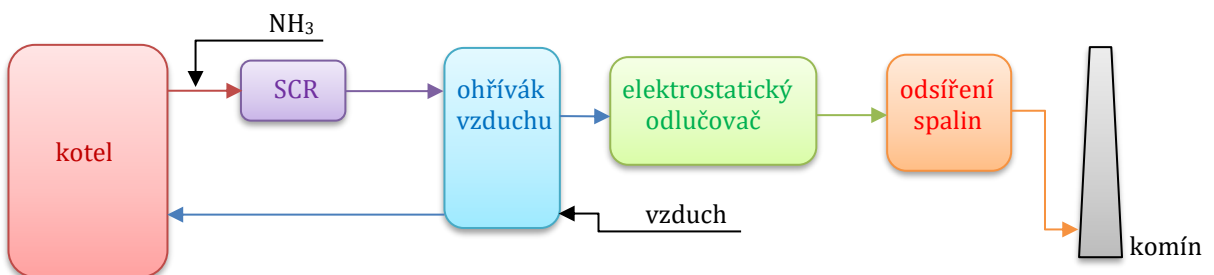 NH₃
kotel
SCR
ohřívák
vzduchu
elektrostatický
odlučovač
odsíření
spalin
vzduch
komín